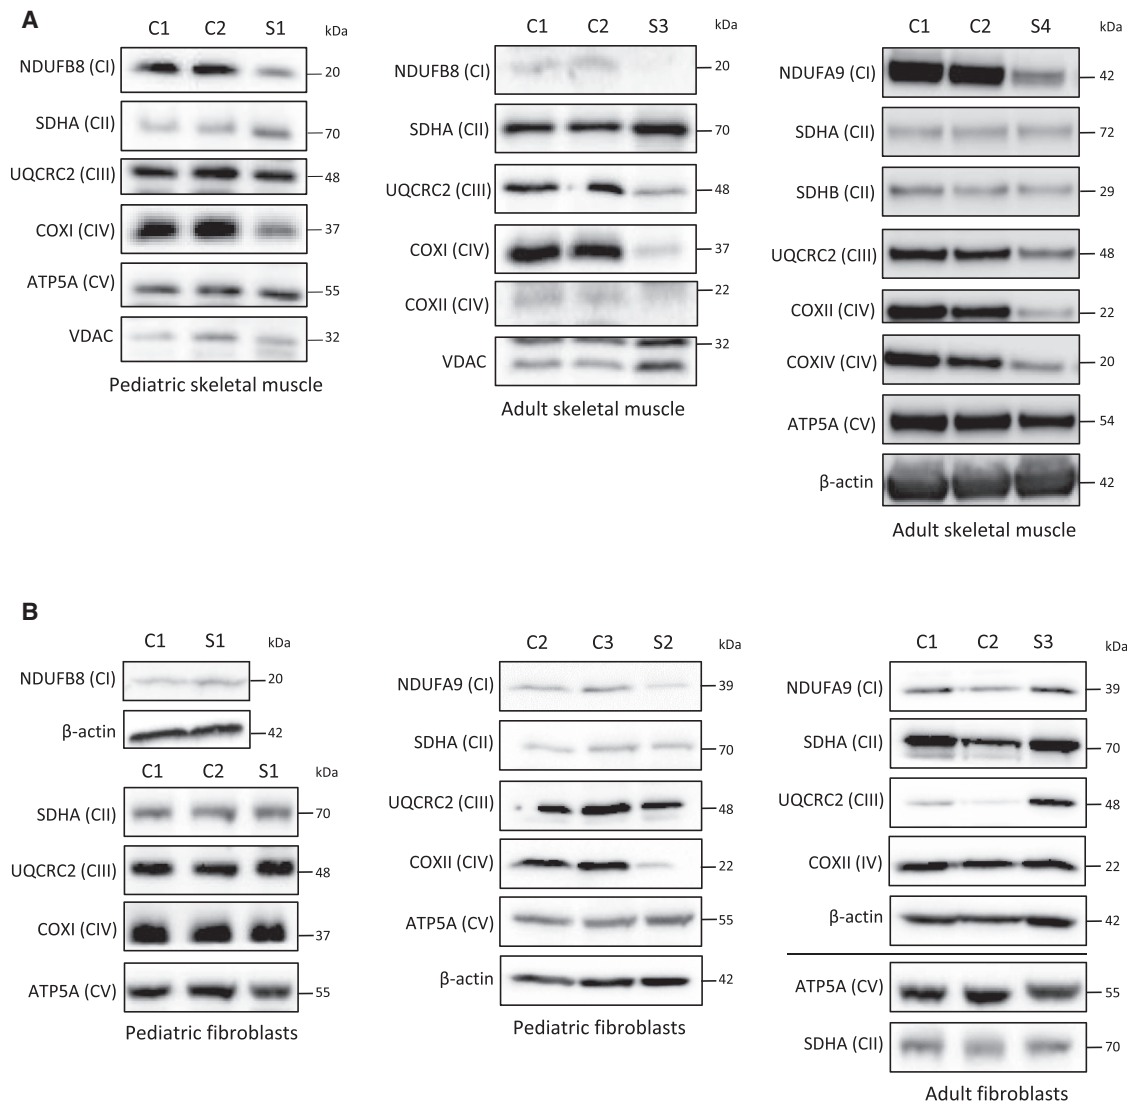 A
C1 C2 S1 kDa
NDUFB8 (CI) 20
SDHA (CII) 70
UQCRC2 (CIII) 48
COXI (CIV) 37
ATP5A (CV) 55
VDAC 32
Pediatric skeletal muscle
C1 C2 S3 kDa
NDUFB8 (CI) 20
SDHA (CII) 70
UQCRC2 (CIII) 48
COXI (CIV) 37
COXII (CIV) 22
VDAC 32
Adult skeletal muscle
C1 C2 S4 kDa
NDUFA9 (CI) 42
SDHA (CII) 72
SDHB (CII) 29
UQCRC2 (CIII) 48
COXII (CIV) 22
COXIV (CIV) 20
ATP5A (CV) 54
β-actin 42
Adult skeletal muscle
B
C1 S1 kDa
NDUFB8 (CI) 20
β-actin 42
C1 C2 S1 kDa
SDHA (CII) 70
UQCRC2 (CIII) 48
COXI (CIV) 37
ATP5A (CV) 55
Pediatric fibroblasts
C2 C3 S2 kDa
NDUFA9 (CI) 39
SDHA (CII) 70
UQCRC2 (CIII) 48
COXII (CIV) 22
ATP5A (CV) 55
β-actin 42
Pediatric fibroblasts
C1 C2 S3 kDa
NDUFA9 (CI) 39
SDHA (CII) 70
UQCRC2 (CIII) 48
COXII (IV) 22
β-actin 42
ATP5A (CV) 55
SDHA (CII) 70
Adult fibroblasts